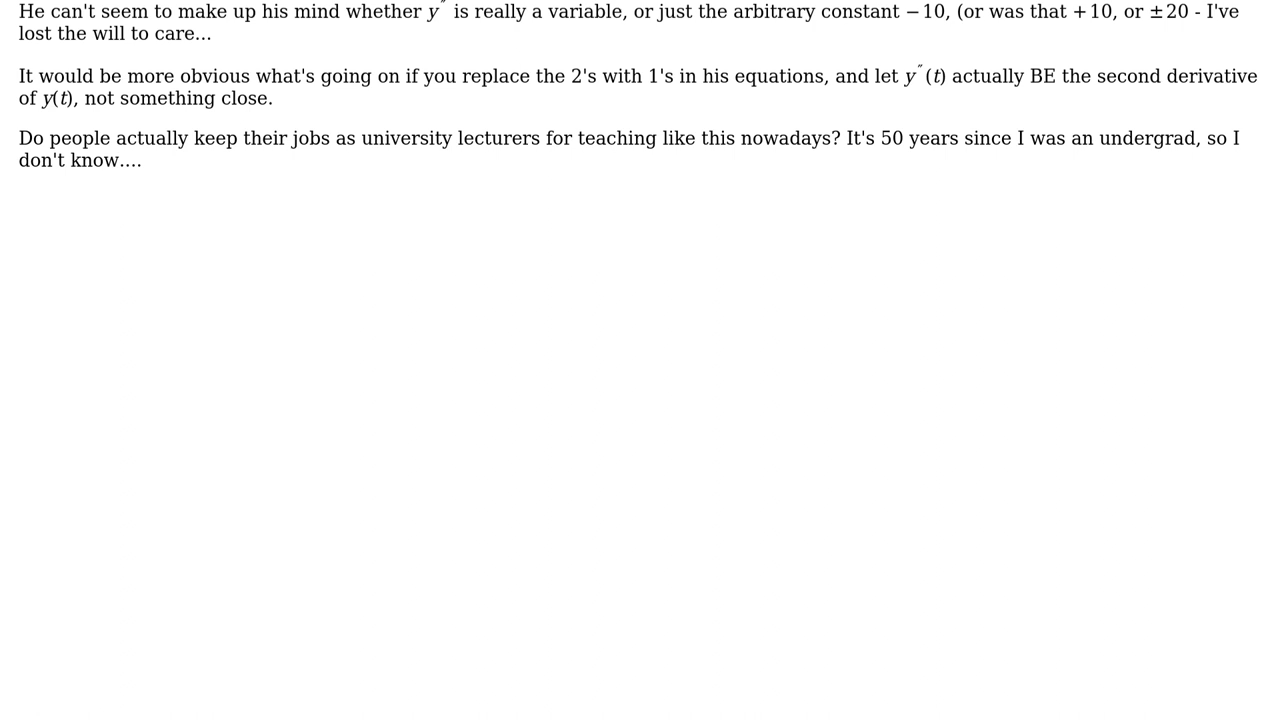 He can't seem to make up his mind whether y″ is really a variable, or just the arbitrary constant −10, (or was that +10, or ±20 - I've
lost the will to care...
It would be more obvious what's going on if you replace the 2's with 1's in his equations, and let y″(t) actually BE the second derivative
of y(t), not something close.
Do people actually keep their jobs as university lecturers for teaching like this nowadays? It's 50 years since I was an undergrad, so I
don't know....